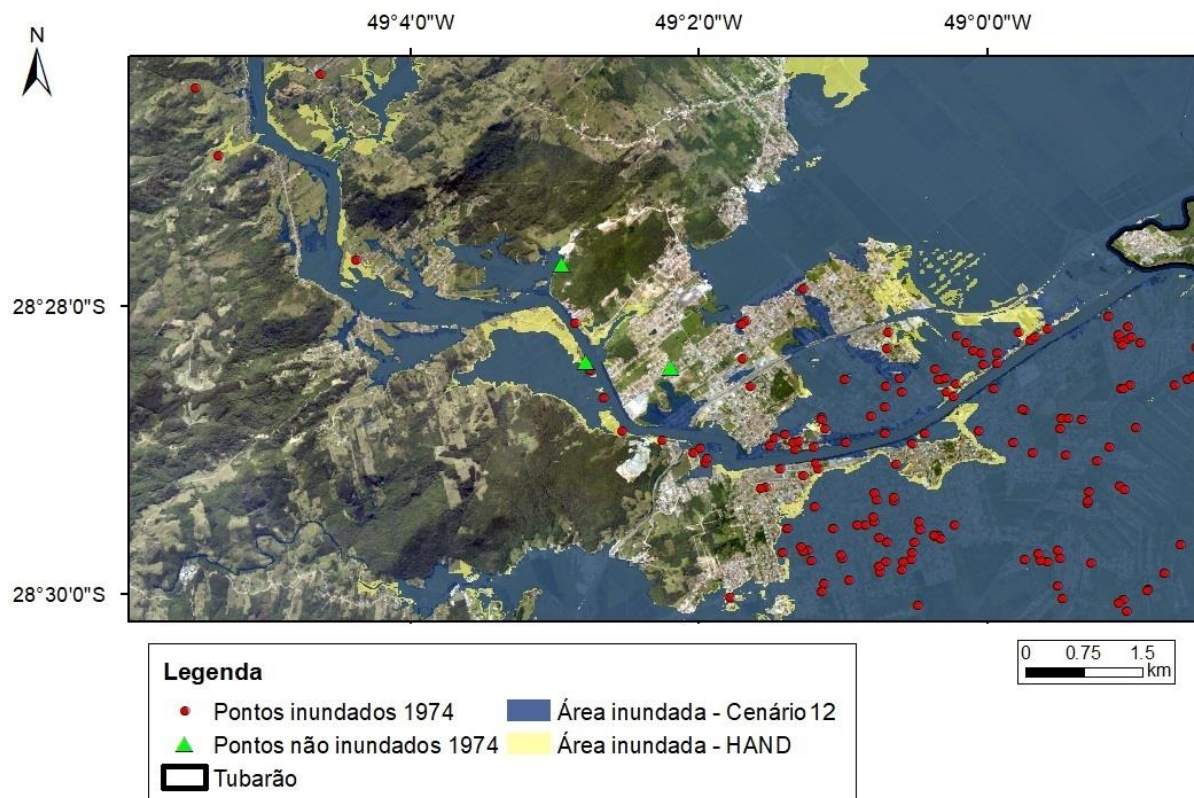 N
49°4'0"W 49°2'0"W 49°0'0"W
28°28'0"S
28°30'0"S
Legenda
Pontos inundados 1974
Pontos não inundados 1974
Tubarão
Área inundada - Cenário 12
Área inundada - HAND
0 0.75 1.5
km